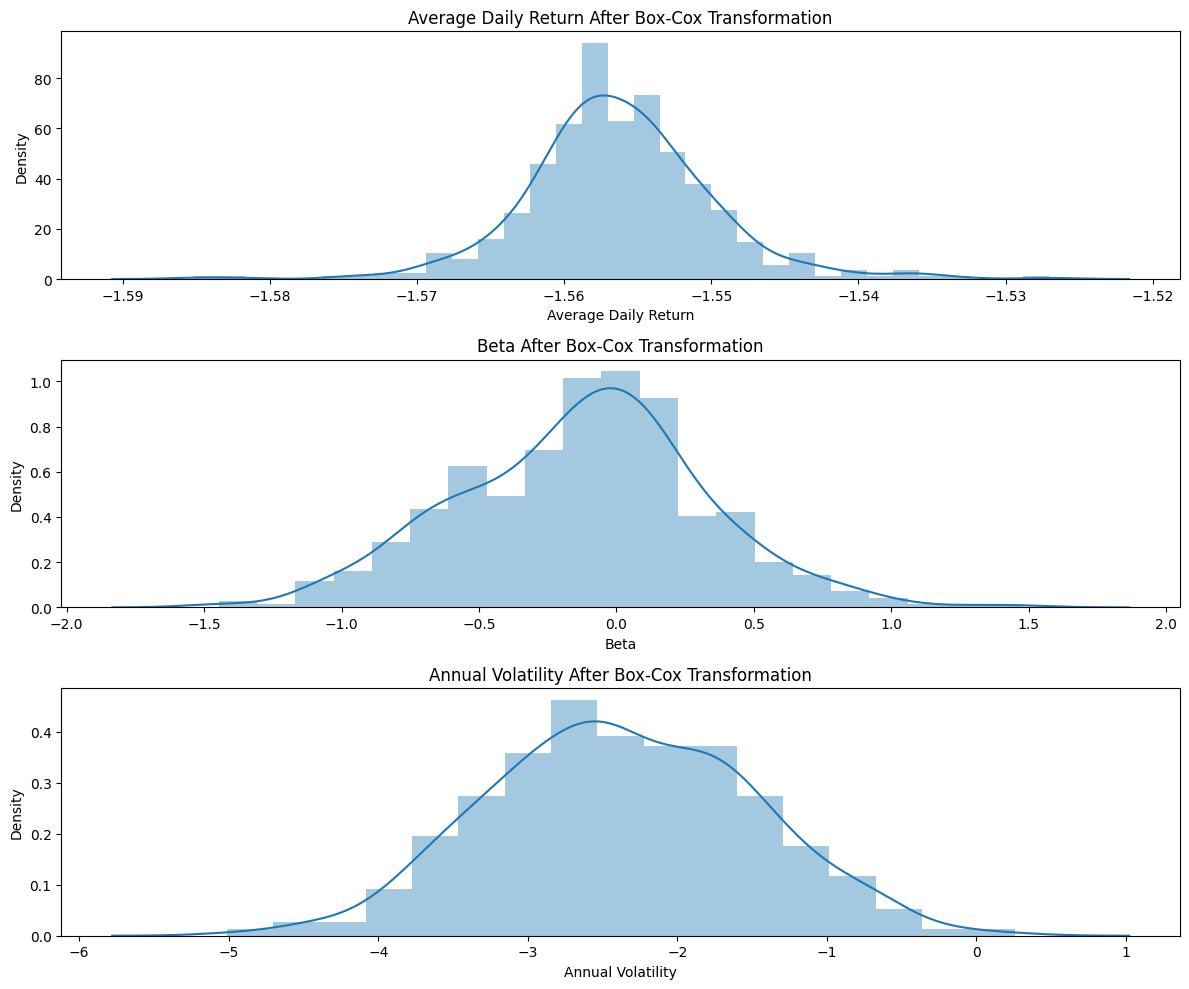 Average Daily Return After Box-Cox Transformation
Density
80
60
40
20
0
−1.59 −1.58 −1.57 −1.56 −1.55 −1.54 −1.53 −1.52
Average Daily Return
Beta After Box-Cox Transformation
Density
1.0
0.8
0.6
0.4
0.2
0.0
−2.0 −1.5 −1.0 −0.5 0.0 0.5 1.0 1.5 2.0
Beta
Annual Volatility After Box-Cox Transformation
Density
0.4
0.3
0.2
0.1
0.0
−6 −5 −4 −3 −2 −1 0 1
Annual Volatility